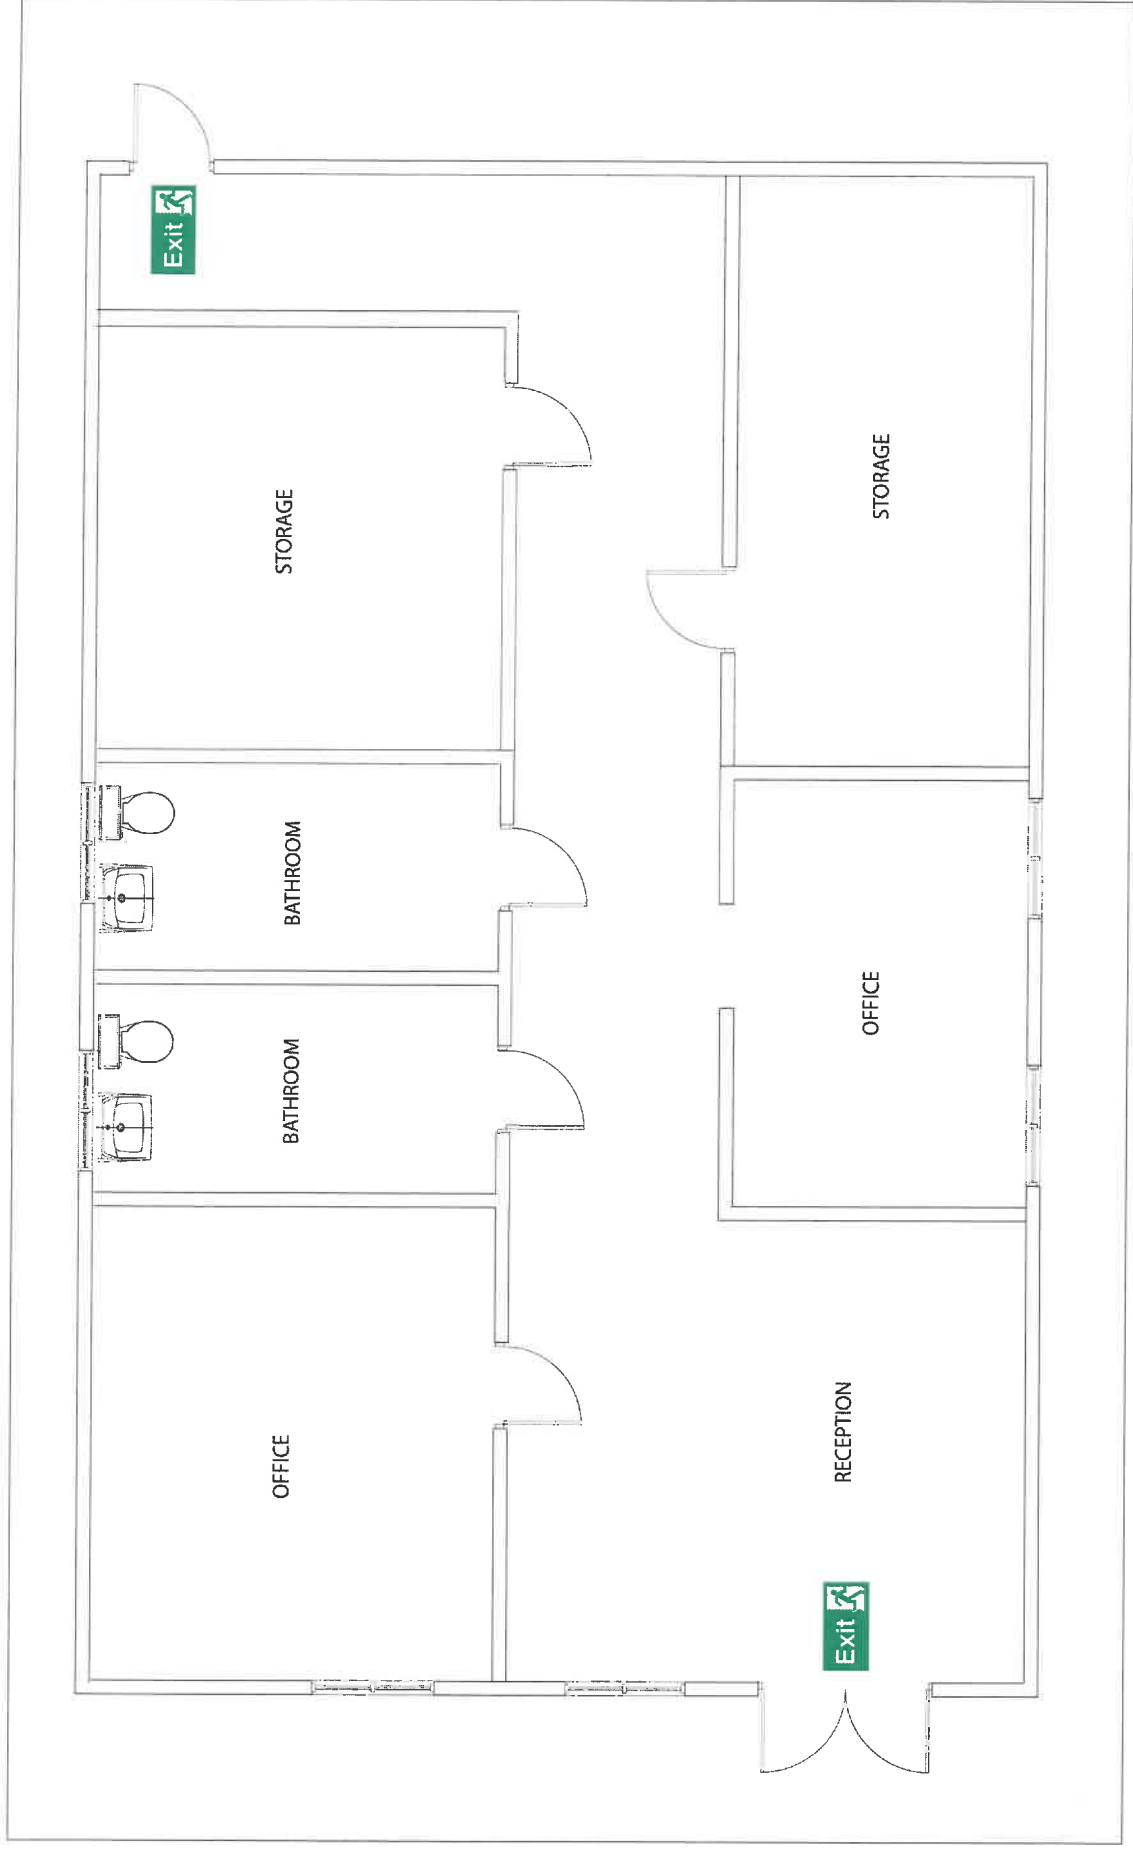 OFFICE
BATHROOM
BATHROOM
STORAGE
Exit
Exit
RECEPTION
OFFICE
STORAGE